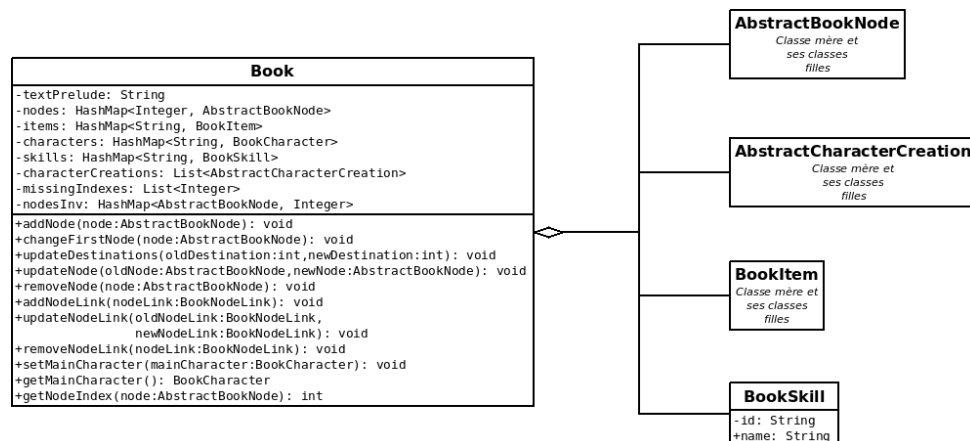 Book
-textPrelude: String
-nodes: HashMap<Integer, AbstractBookNode>
-items: HashMap<String, BookItem>
-characters: HashMap<String, BookCharacter>
-skills: HashMap<String, BookSkill>
-characterCreations: List<AbstractCharacterCreation>
-missingIndexes: List<Integer>
-nodesInv: HashMap<AbstractBookNode, Integer>
+addNode(node:AbstractBookNode): void
+changeFirstNode(node:AbstractBookNode): void
+updateDestinations(oldDestination:int,newDestination:int): void
+updateNode(oldNode:AbstractBookNode,newNode:AbstractBookNode): void
+removeNode(node:AbstractBookNode): void
+addNodeLink(nodeLink:BookNodeLink): void
+updateNodeLink(oldNodeLink:BookNodeLink,
newNodeLink:BookNodeLink): void
+removeNodeLink(nodeLink:BookNodeLink): void
+setMainCharacter(mainCharacter:BookCharacter): void
+getMainCharacter(): BookCharacter
+getNodeIndex(node:AbstractBookNode): int
AbstractBookNode
Classe mère et
ses classes
filles
AbstractCharacterCreation
Classe mère et
ses classes
filles
BookItem
Classe mère et
ses classes
filles
BookSkill
-id: String
+name: String